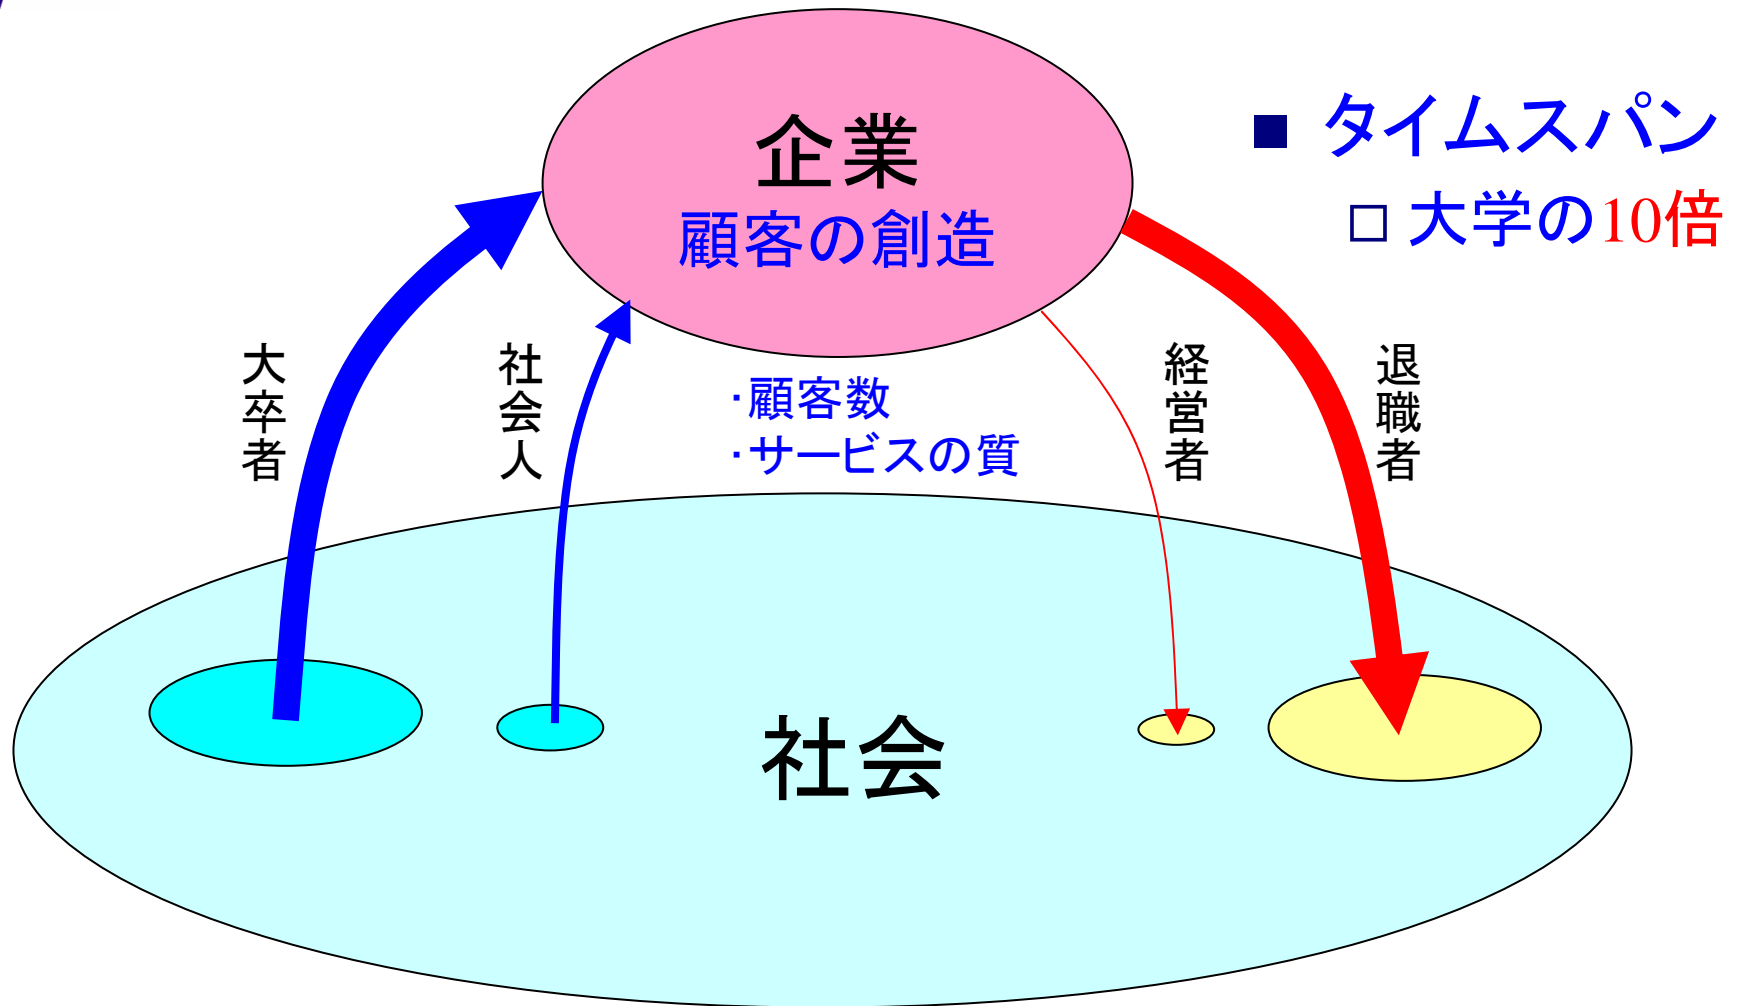 企業
顧客の創造
■ タイムスパン
□ 大学の10倍
大卒者
社会人
・顧客数
・サービスの質
経営者
退職者
社会